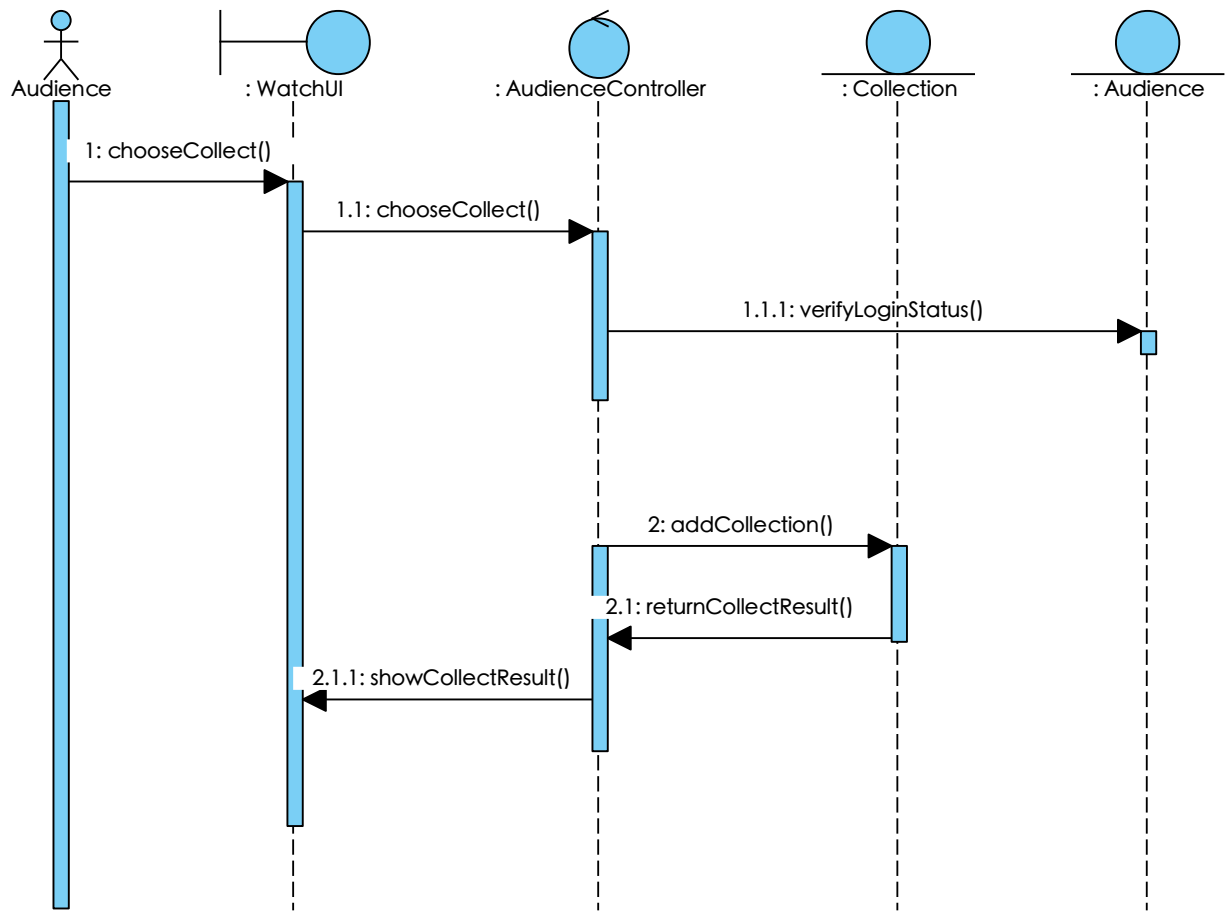 Audience
: WatchUI
: AudienceController
: Collection
: Audience
1: chooseCollect()
1.1: chooseCollect()
1.1.1: verifyLoginStatus()
2: addCollection()
2.1: returnCollectResult()
2.1.1: showCollectResult()